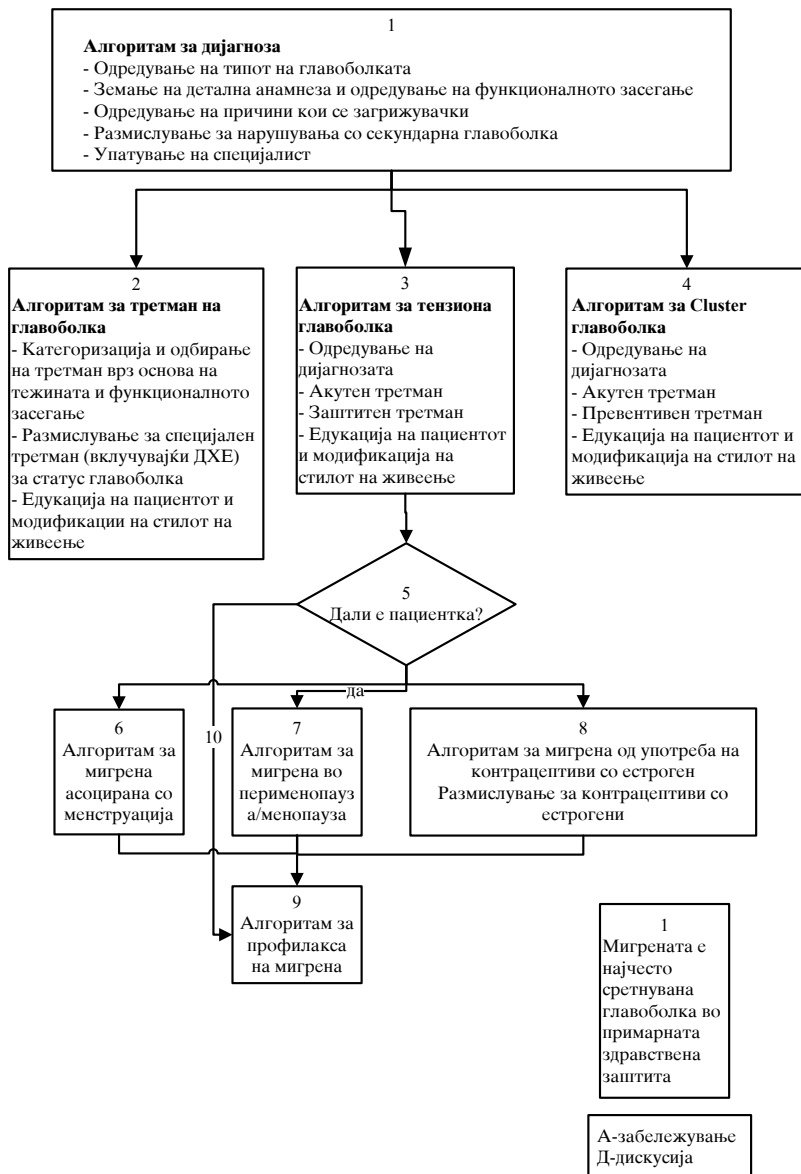 1
Алгоритам за дијагноза
- Одредување на типот на главоболката
- Земање на детална анамнеза и одредување на функционалното засегање
- Одредување на причини кои се загрижувачки
- Размислување за нарушувања со секундарна главоболка
- Упатување на специјалист
2
Алгоритам за третман на
главоболка
- Категоризација и одбирање
на третман врз основа на
тежината и функционалното
засегање
- Размислување за специјален
третман (вклучувајќи ДХЕ)
за статус главоболка
- Едукација на пациентот и
модификации на стилот на
живеење
3
Алгоритам за тензиона
главоболка
- Одредување на
дијагнозата
- Акутен третман
- Заштитен третман
- Едукација на пациентот
и модификација на
стилот на живеење
4
Алгоритам за Cluster
главоболка
- Одредување на
дијагнозата
- Акутен третман
- Превентивен третман
- Едукација на пациентот и
модификација на стилот на
живеење
5
Дали е пациентка?
да
10
6
Алгоритам за
мигрена
асоцирана со
менструација
7
Алгоритам за
мигрена во
перименопауз
а/менопауза
8
Алгоритам за мигрена од употреба на
контрацептиви со естроген
Размислување за контрацептиви со
естрогени
9
Алгоритам за
профилакса
на мигрена
1
Мигрената е
најчесто
сретнувана
главоболка во
примарната
здравствена
заштита
А-забележување
Д-дискусија